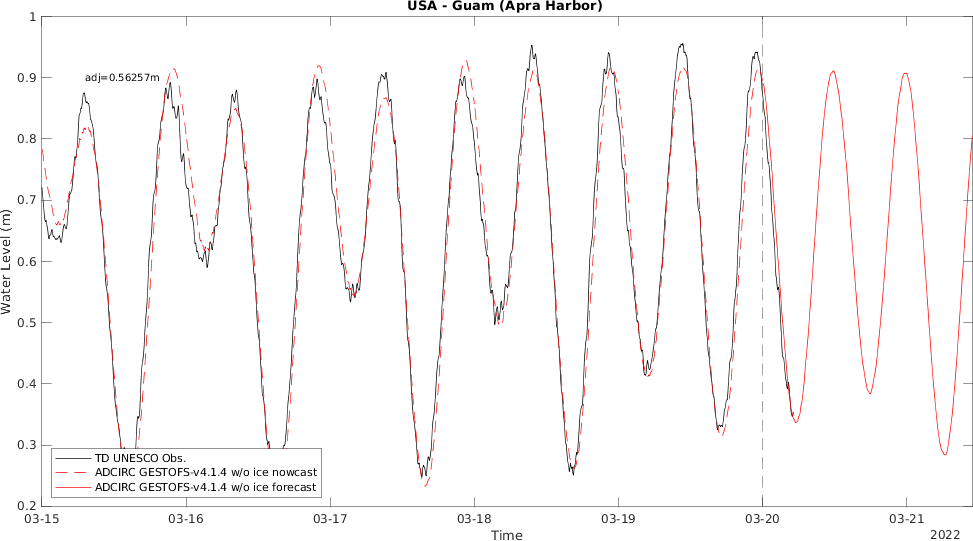 USA - Guam (Apra Harbor)
adj=0.56257m
1
0.9
0.8
0.7
0.6
0.5
0.4
0.3
0.2
Water Level (m)
TD UNESCO Obs.
ADCIRC GESTOFS-v4.1.4 w/o ice nowcast
ADCIRC GESTOFS-v4.1.4 w/o ice forecast
03-15 03-16 03-17 03-18 03-19 03-20 03-21
Time
2022